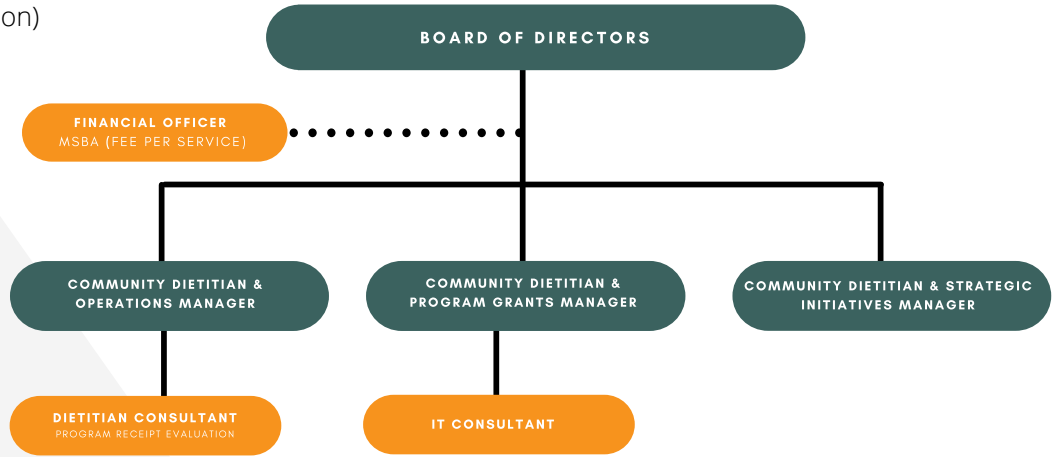 on)
BOARD OF DIRECTORS
FINANCIAL OFFICER
MSBA (FEE PER SERVICE)
COMMUNITY DIETITIAN &
OPERATIONS MANAGER
COMMUNITY DIETITIAN &
PROGRAM GRANTS MANAGER
COMMUNITY DIETITIAN & STRATEGIC
INITIATIVES MANAGER
DIETITIAN CONSULTANT
PROGRAM RECEIPT EVALUATION
IT CONSULTANT